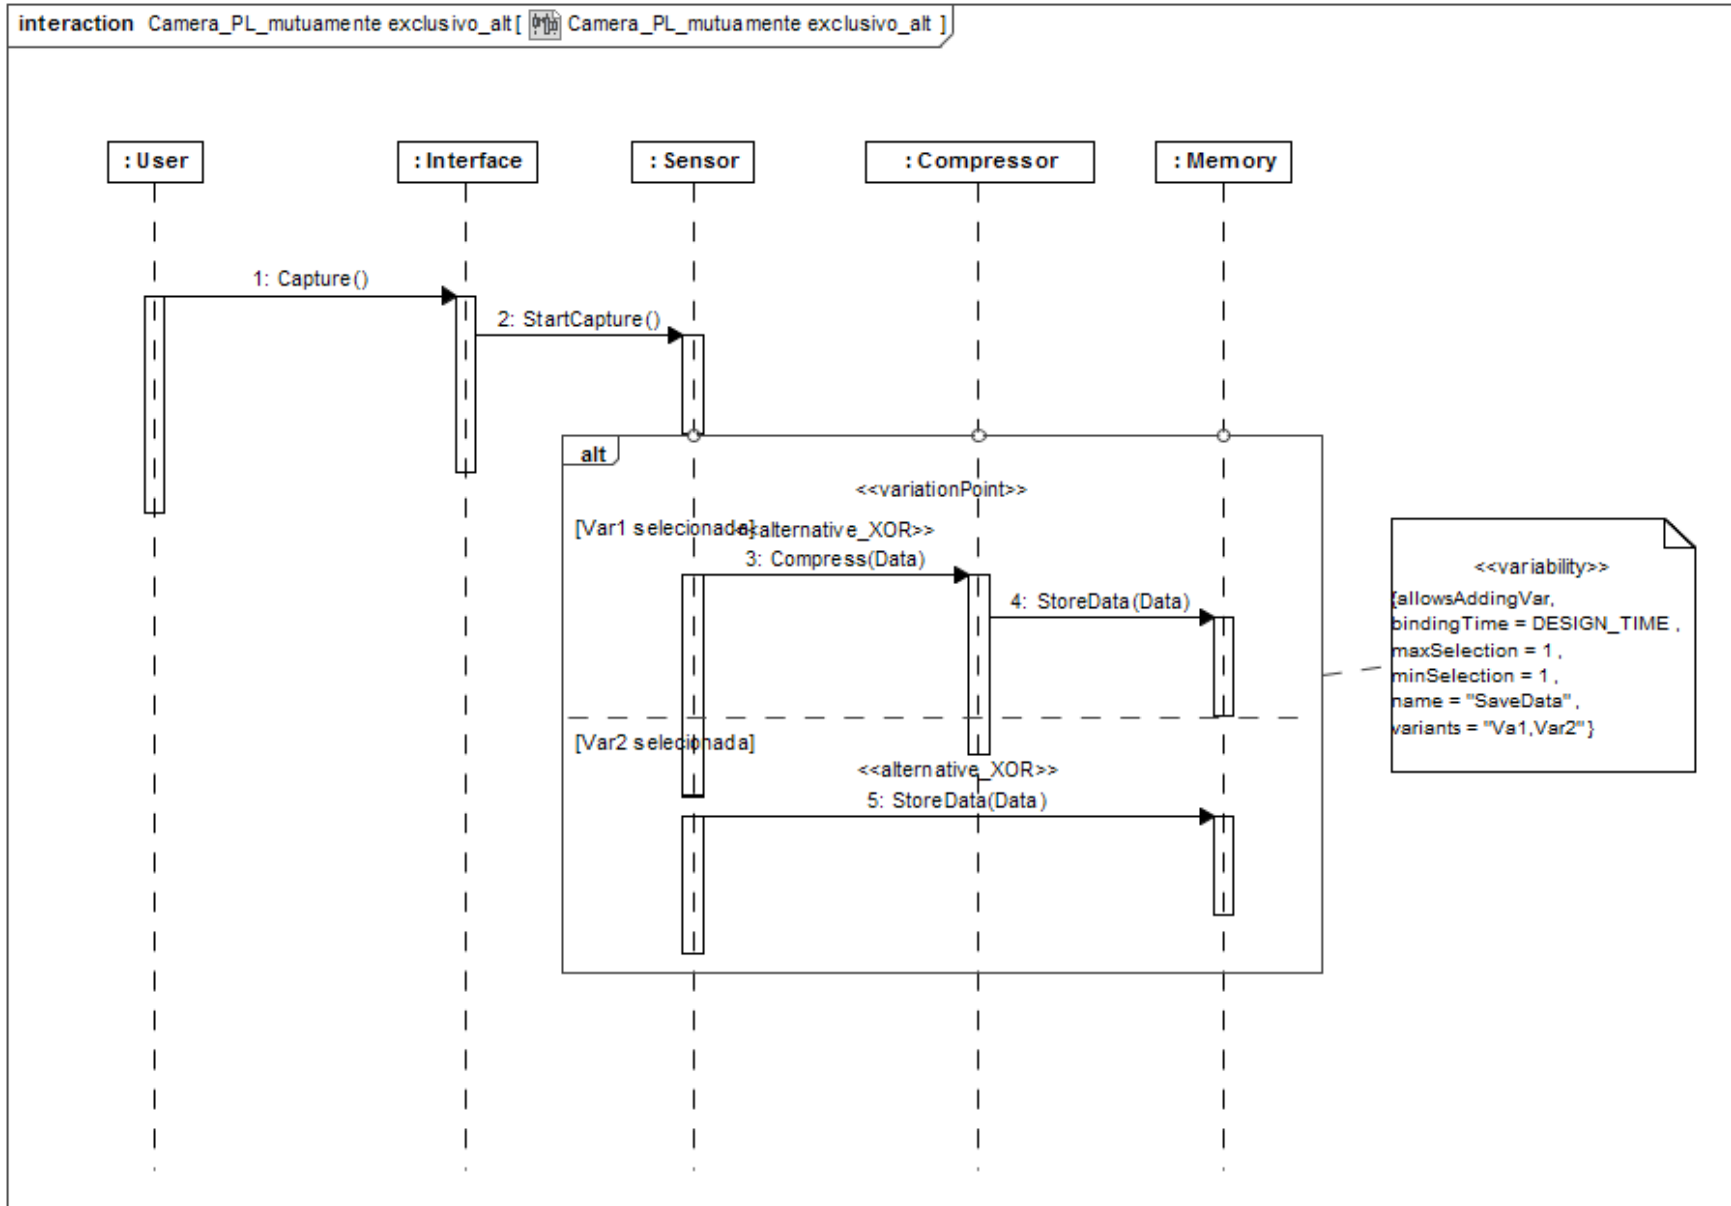 interaction Camera_PL_mutuamente exclusivo_alt[ Camera_PL_mutuamente exclusivo_alt ]
: User
: Interface
: Sensor
: Compressor
: Memory
1: Capture()
2: StartCapture()
alt
<<variationPoint>>
[Var1 selecionada]
<<alternative_XOR>>
3: Compress(Data)
4: StoreData(Data)
[Var2 selecionada]
<<alternative_XOR>>
5: StoreData(Data)
<<variability>>
{allowsAddingVar,
bindingTime = DESIGN_TIME ,
maxSelection = 1 ,
minSelection = 1 ,
name = "SaveData" ,
variants = "Va1,Var2" }